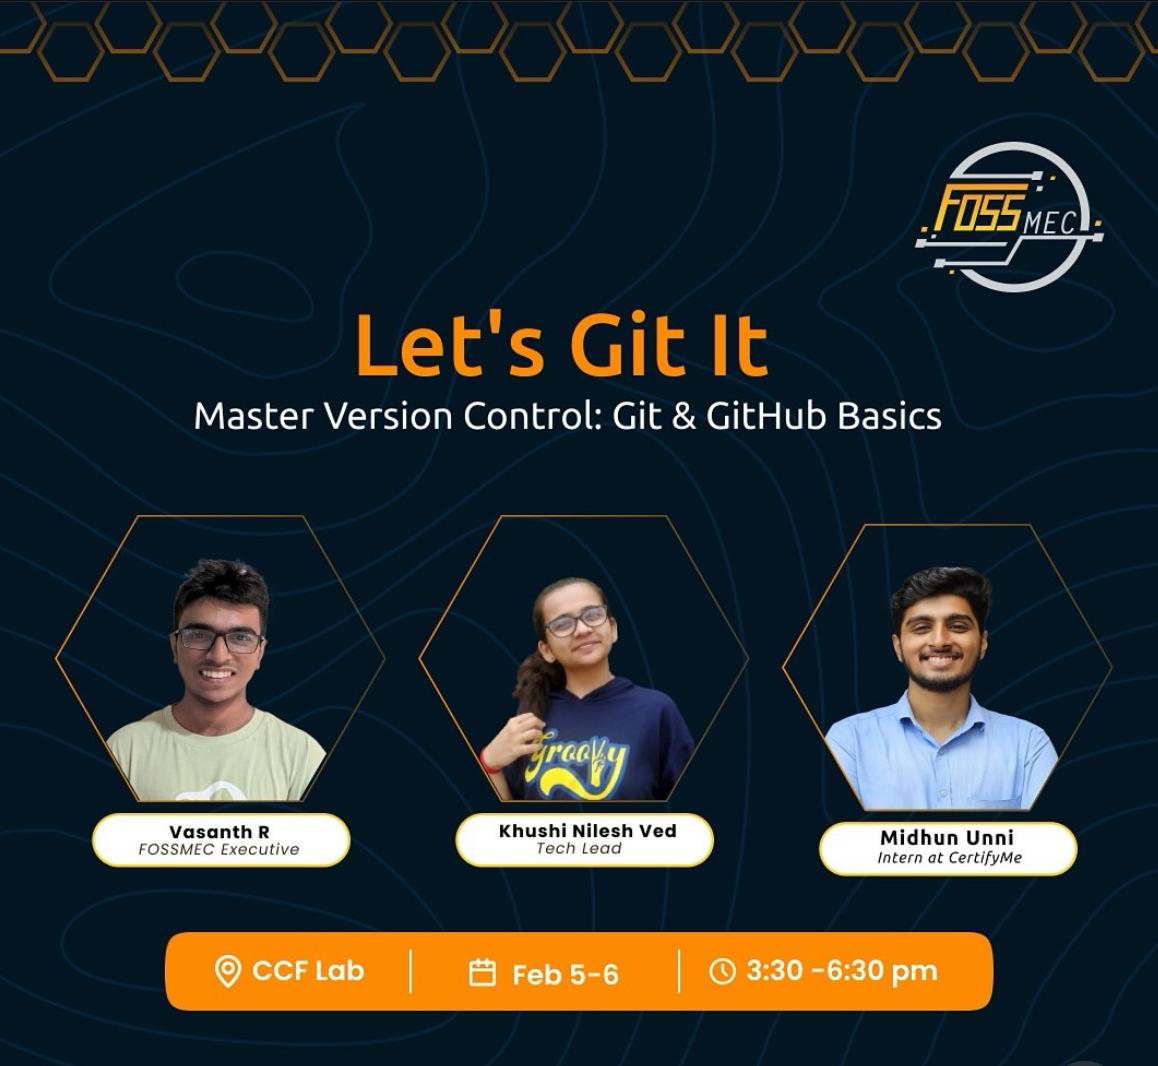 FOSS MEC
Let's Git It
Master Version Control: Git & GitHub Basics
groovy
Vasanth R
FOSSMEC Executive
Khushi Nilesh Ved
Tech Lead
Midhun Unni
Intern at CertifyMe
CCF Lab
Feb 5-6
3:30 -6:30 pm